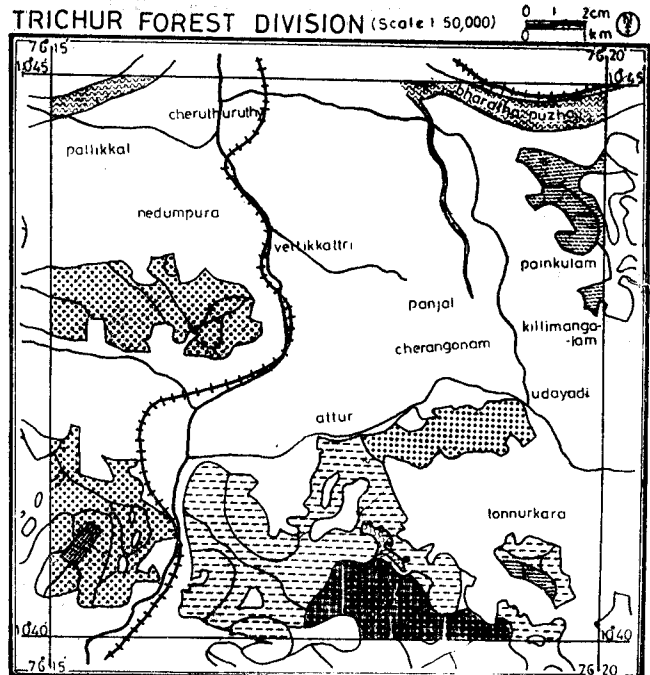 TRICHUR FOREST DIVISION (Scale 1 50,000)
0 1 2cm
0 km
N
76° 15' 76° 20'
10° 45 10° 45
bharatha-puzha
cheruthuruthy
pallikkal
nedumpura
vettikkattri
painkulam
panjal
killimanga-
-lam
cherangonam
udayadi
attur
tonnurkara
10° 40 10° 40
76° 15' 76° 20